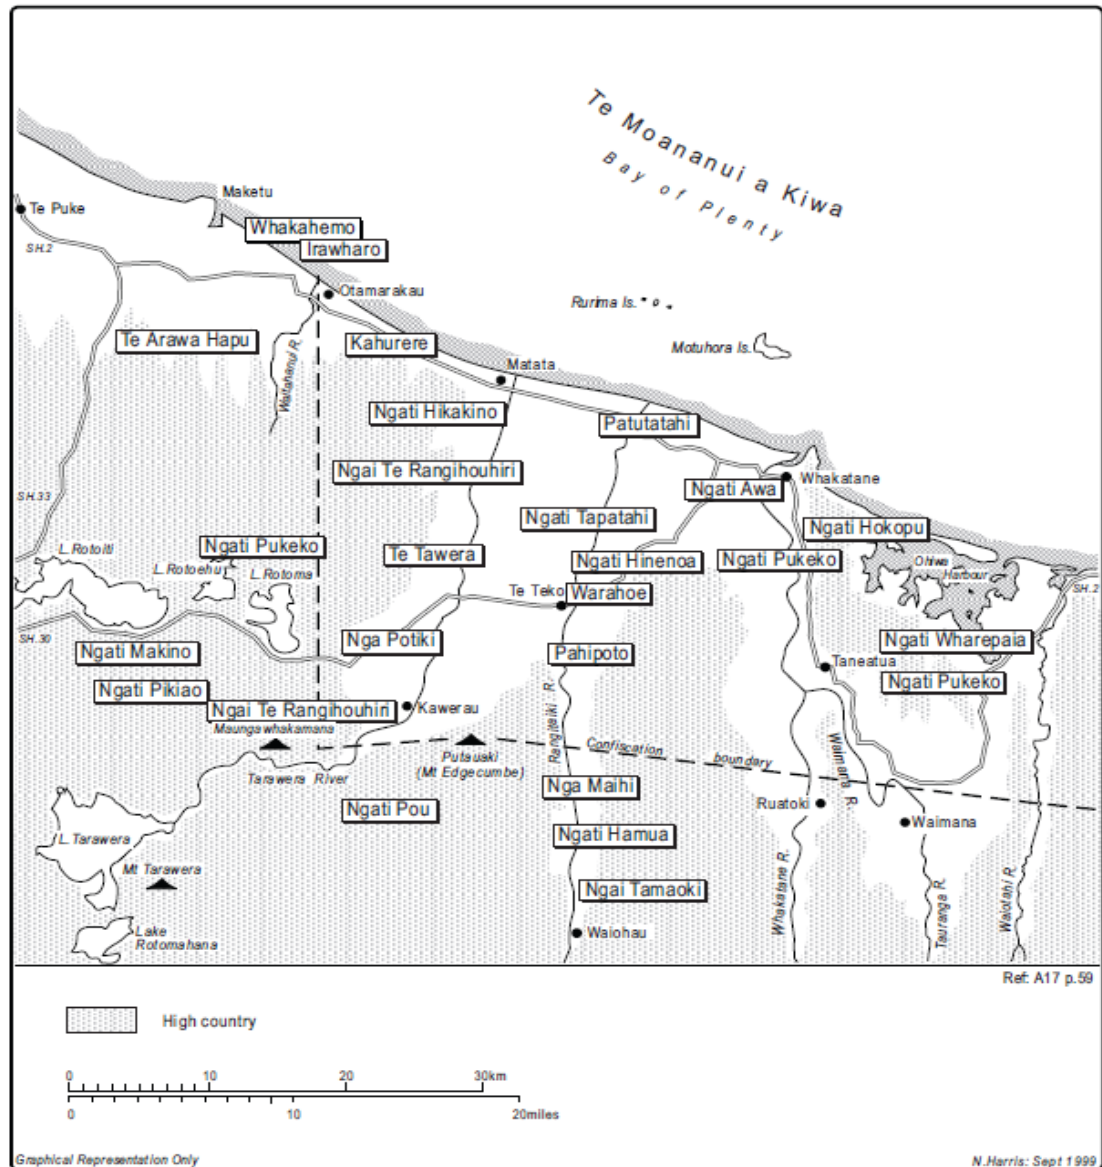 Te Moananui a Kiwa
Bay of Plenty
Maketu
Te Puke
SH.2
Whakahemo
Irawharo
Otamarakau
Rurima Is.
Motuhora Is.
Te Arawa Hapu
Waitahanui R.
Kahurere
Matata
Ngati Hikakino
Patutatahi
Ngai Te Rangihouhiri
Whakatane
Ngati Awa
SH.33
Ngati Tapatahi
Ngati Hokopu
Ngati Pukeko
L.Rotoiti
L.Rotoehu
L.Rotoma
Te Tawera
Ngati Hinenoa
Ngati Pukeko
Ohiwa
Harbour
SH.2
Te Teko
Warahoe
SH.30
Ngati Makino
Nga Potiki
Pahipoto
Ngati Wharepaia
Taneatua
Ngati Pukeko
Ngati Pikiao
Ngai Te Rangihouhiri
Kawerau
Rangitaiki R.
Maungawhakamana
Tarawera River
Putauaki
(Mt Edgecumbe)
Confiscation boundary
Waimana R.
Nga Maihi
Ngati Pou
Ruatoki
Waimana
L.Tarawera
Ngati Hamua
Mt Tarawera
Ngai Tamaoki
Whakatane R.
Tauranga R.
Waiotahi R.
Lake
Rotomahana
Waiohau
Ref: A17 p.59
High country
0 10 20 30km
0 10 20miles
Graphical Representation Only
N.Harris: Sept 1999